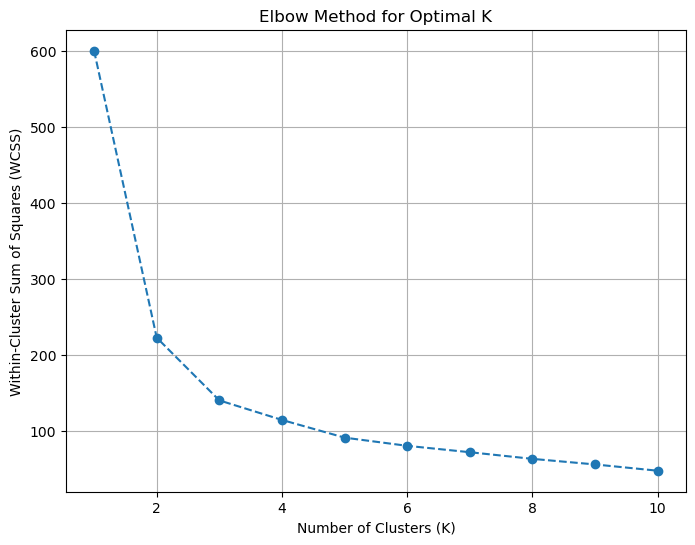 Elbow Method for Optimal K
600
500
400
300
200
100
Within-Cluster Sum of Squares (WCSS)
2 4 6 8 10
Number of Clusters (K)